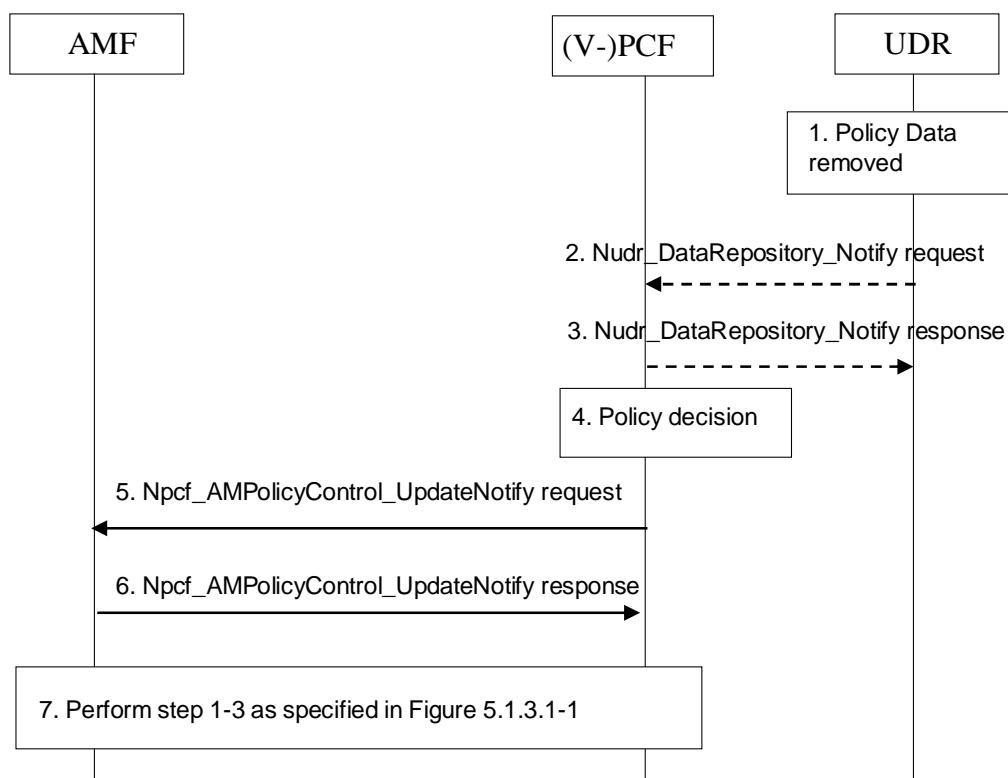 AMF
(V-)PCF
UDR
1. Policy Data
removed
2. Nudr_DataRepository_Notify request
3. Nudr_DataRepository_Notify response
4. Policy decision
5. Npcf_AMPolicyControl_UpdateNotify request
6. Npcf_AMPolicyControl_UpdateNotify response
7. Perform step 1-3 as specified in Figure 5.1.3.1-1